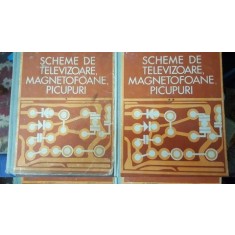 SCHEME DE
TELEVIZOARE,
MAGNETOFOANE,
PICUPURI
SCHEME DE
TELEVIZOARE,
MAGNETOFOANE,
PICUPURI